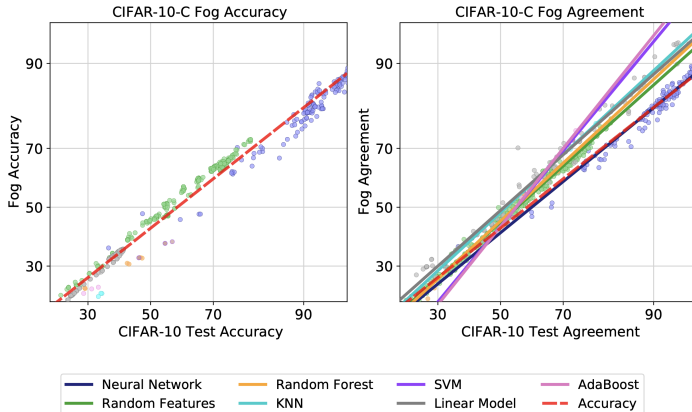 CIFAR-10-C Fog Accuracy
90
70
50
30
Fog Accuracy
30
50
70
90
CIFAR-10 Test Accuracy
CIFAR-10-C Fog Agreement
90
70
50
30
Fog Agreement
30
50
70
90
CIFAR-10 Test Agreement
Neural Network
Random Forest
SVM
AdaBoost
Random Features
KNN
Linear Model
Accuracy